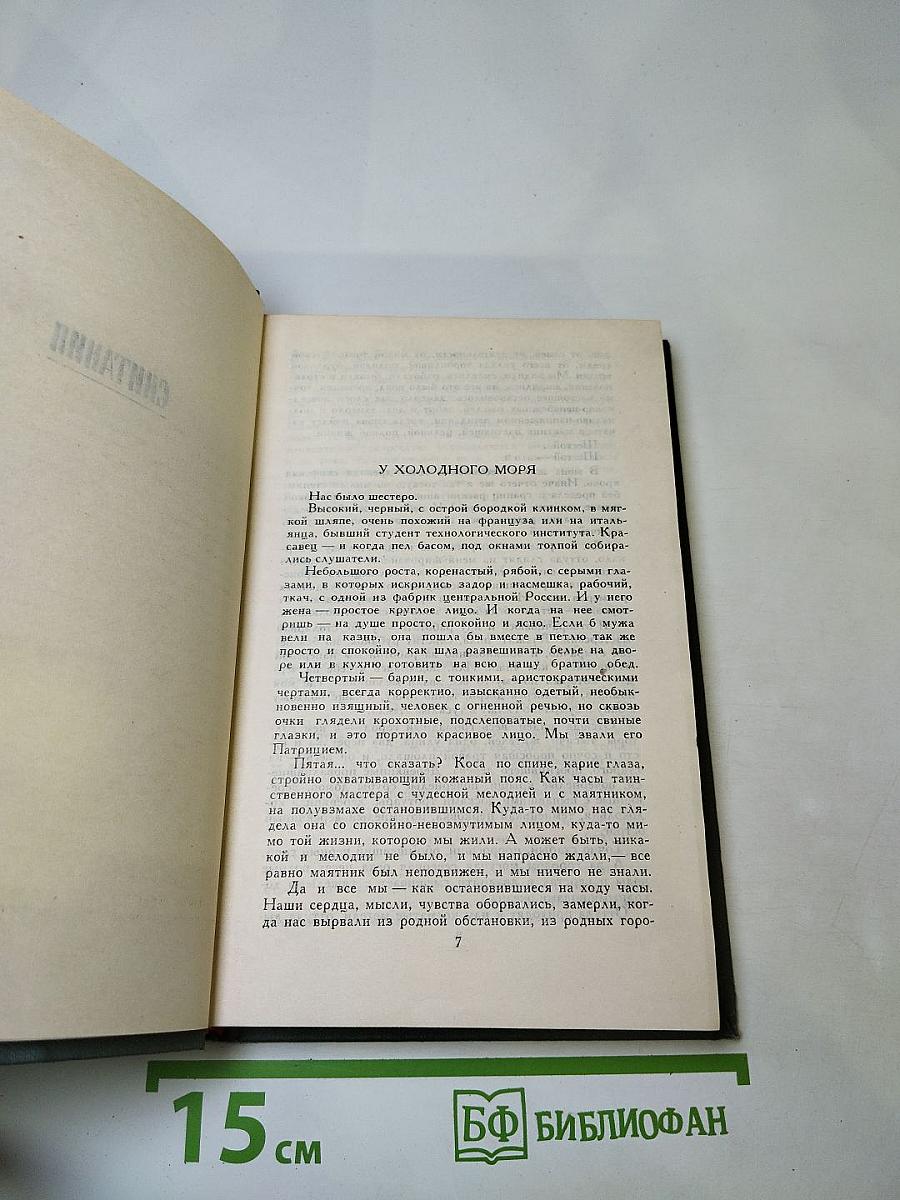 У ХОЛОДНОГО МОРЯ
Нас было шестеро.
Высокий, черный, с острой бородкой клинком, в мяг-
кой шляпе, очень похожий на француза или на италь-
янца, бывший студент технологического института. Кра-
савец — и когда пел басом, под окнами толпой собира-
лись слушатели.
Небольшого роста, коренастый, рябой, с серыми гла-
зами, в которых искрились задор и насмешка, рабочий,
ткач, с одной из фабрик центральной России. И у него
жена — простое круглое лицо. И когда на нее смот-
ришь — на душе просто, спокойно и ясно. Если б мужа
вели на казнь, она пошла бы вместе в петлю так же
просто и спокойно, как шла развешивать белье на дво-
ре или в кухню готовить на всю нашу братию обед.
Четвертый — барин, с тонкими, аристократическими
чертами, всегда корректно, изысканно одетый, необык-
новенно изящный, человек с огненной речью, но сквозь
очки глядели крохотные, подслеповатые, почти свиные
глазки, и это портило красивое лицо. Мы звали его
Патрицием.
Пятая... что сказать? Коса по спине, карие глаза,
стройно охватывающий кожаный пояс. Как часы таин-
ственного мастера с чудесной мелодией и с маятником,
на полувзмахе остановившимся. Куда-то мимо нас гля-
дела она со спокойно-невозмутимым лицом, куда-то ми-
мо той жизни, которою мы жили. А может быть, ника-
кой и мелодии не было, и мы напрасно ждали,— все
равно маятник был неподвижен, и мы ничего не знали.
Да и все мы — как остановившиеся на ходу часы.
Наши сердца, мысли, чувства оборвались, замерли, ког-
да нас вырвали из родной обстановки, из родных горо-
7
15 см
БФ БИБЛИОФАН